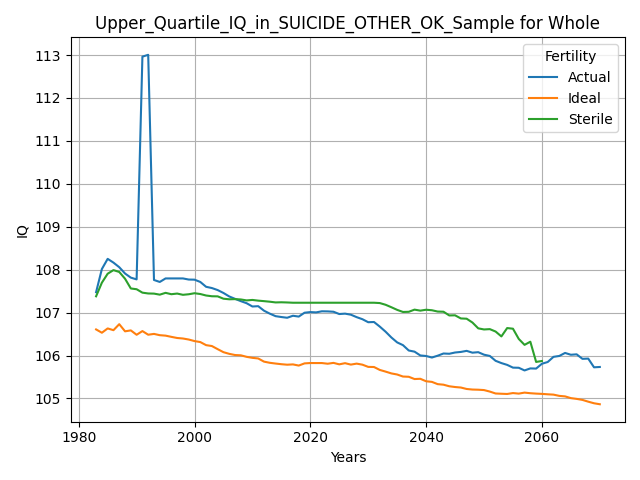 Upper_Quartile_IQ_in_SUICIDE_OTHER_OK_Sample for Whole
Fertility
Actual
Ideal
Sterile
IQ
113
112
111
110
109
108
107
106
105
1980
2000
2020
2040
2060
Years